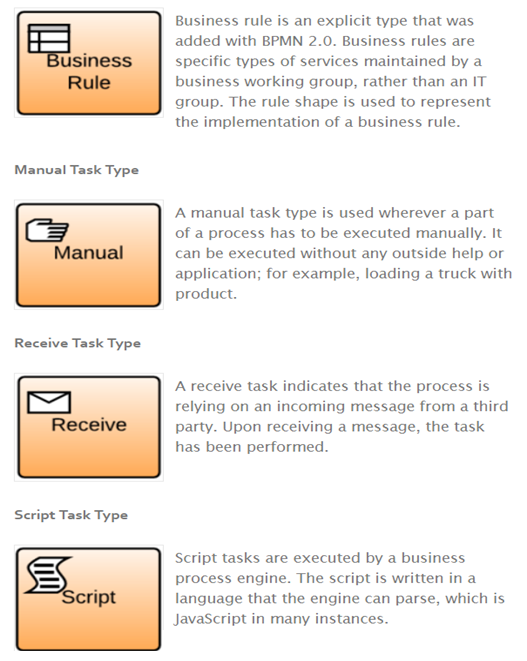 Business
Rule
Business rule is an explicit type that was
added with BPMN 2.0. Business rules are
specific types of services maintained by a
business working group, rather than an IT
group. The rule shape is used to represent
the implementation of a business rule.
Manual Task Type
Manual
A manual task type is used wherever a part
of a process has to be executed manually. It
can be executed without any outside help or
application; for example, loading a truck with
product.
Receive Task Type
Receive
A receive task indicates that the process is
relying on an incoming message from a third
party. Upon receiving a message, the task
has been performed.
Script Task Type
Script
Script tasks are executed by a business
process engine. The script is written in a
language that the engine can parse, which is
JavaScript in many instances.